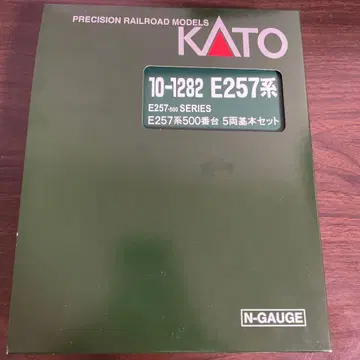 PRECISION RAILROAD MODELS
KATO
10-1282 E257系
E257-500 SERIES
E257系500番台 5両基本セット
N-GAUGE